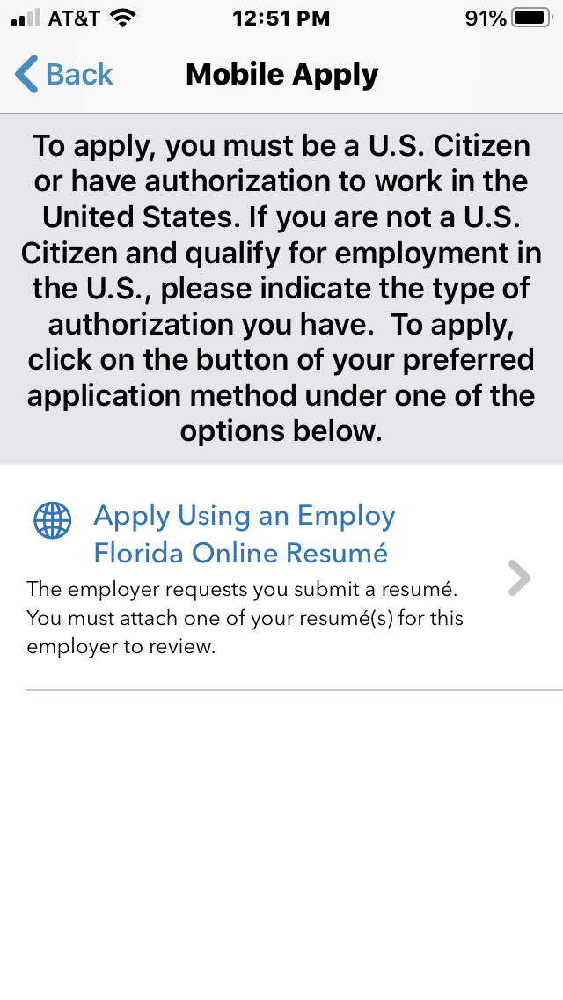 AT&T 12:51 PM 91%
Back Mobile Apply
To apply, you must be a U.S. Citizen
or have authorization to work in the
United States. If you are not a U.S.
Citizen and qualify for employment in
the U.S., please indicate the type of
authorization you have.  To apply,
click on the button of your preferred
application method under one of the
options below.
Apply Using an Employ
Florida Online Resumé
The employer requests you submit a resumé.
You must attach one of your resumé(s) for this
employer to review.